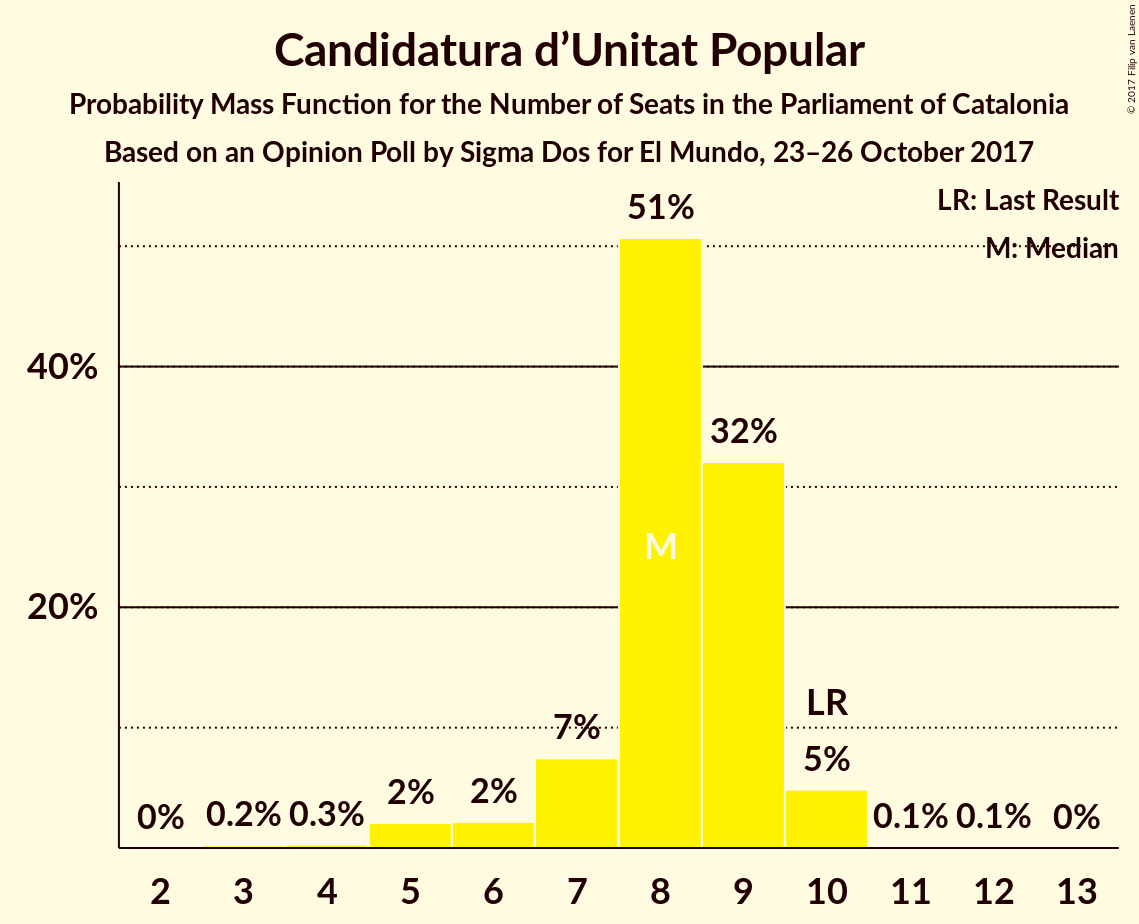 Candidatura d’Unitat Popular
Probability Mass Function for the Number of Seats in the Parliament of Catalonia
Based on an Opinion Poll by Sigma Dos for El Mundo, 23–26 October 2017
© 2017 Filip van Laenen
LR: Last Result
M: Median
51%
40%
32%
M
20%
LR
7%
5%
2%
2%
0%
0.2%
0.3%
0.1%
0.1%
0%
2 3 4 5 6 7 8 9 10 11 12 13